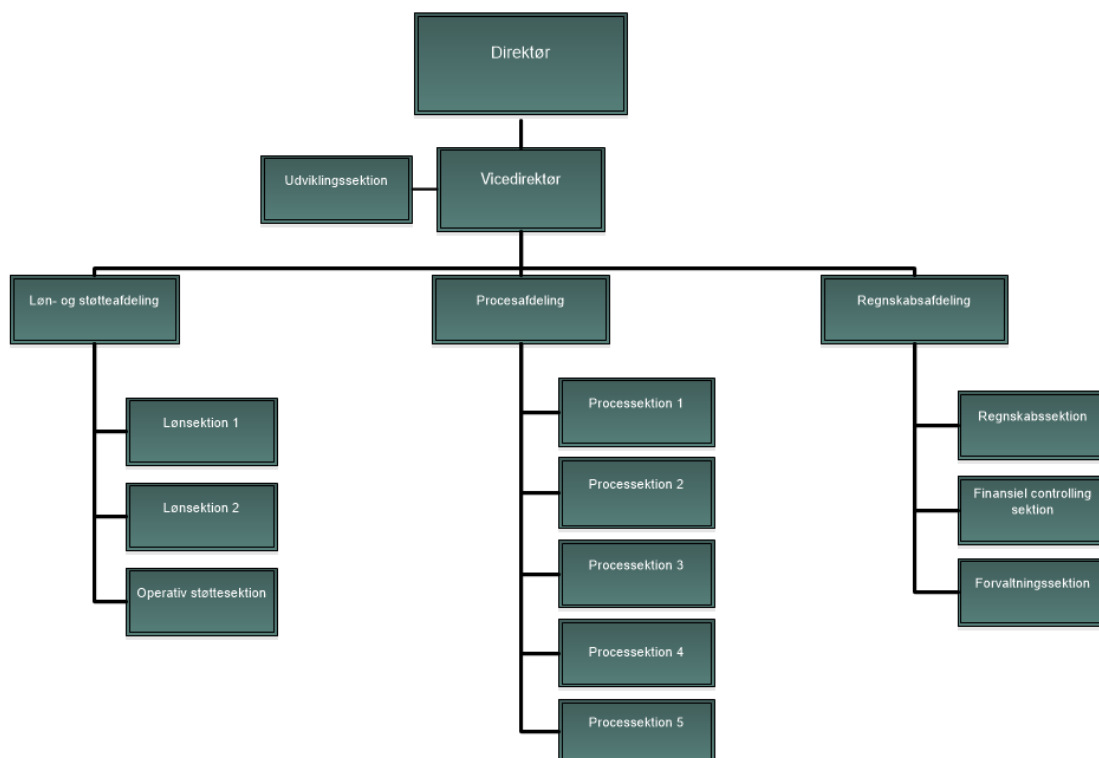 Direktør
Udviklingssektion
Vicedirektør
Løn- og støtteafdeling
Procesafdeling
Regnskabsafdeling
Lønsektion 1
Lønsektion 2
Operativ støttesektion
Processektion 1
Processektion 2
Processektion 3
Processektion 4
Processektion 5
Regnskabssektion
Finansiel controlling
sektion
Forvaltningssektion